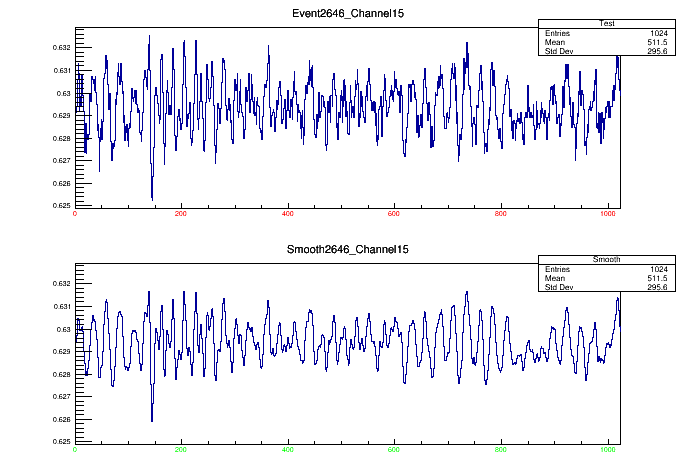 Event2646_Channel15
Test
Entries 1024
Mean 511.5
Std Dev 295.6
0.632
0.631
0.63
0.629
0.628
0.627
0.626
0.625
0 200 400 600 800 1000
Smooth2646_Channel15
Smooth
Entries 1024
Mean 511.5
Std Dev 295.6
0.632
0.631
0.63
0.629
0.628
0.627
0.626
0.625
0 200 400 600 800 1000